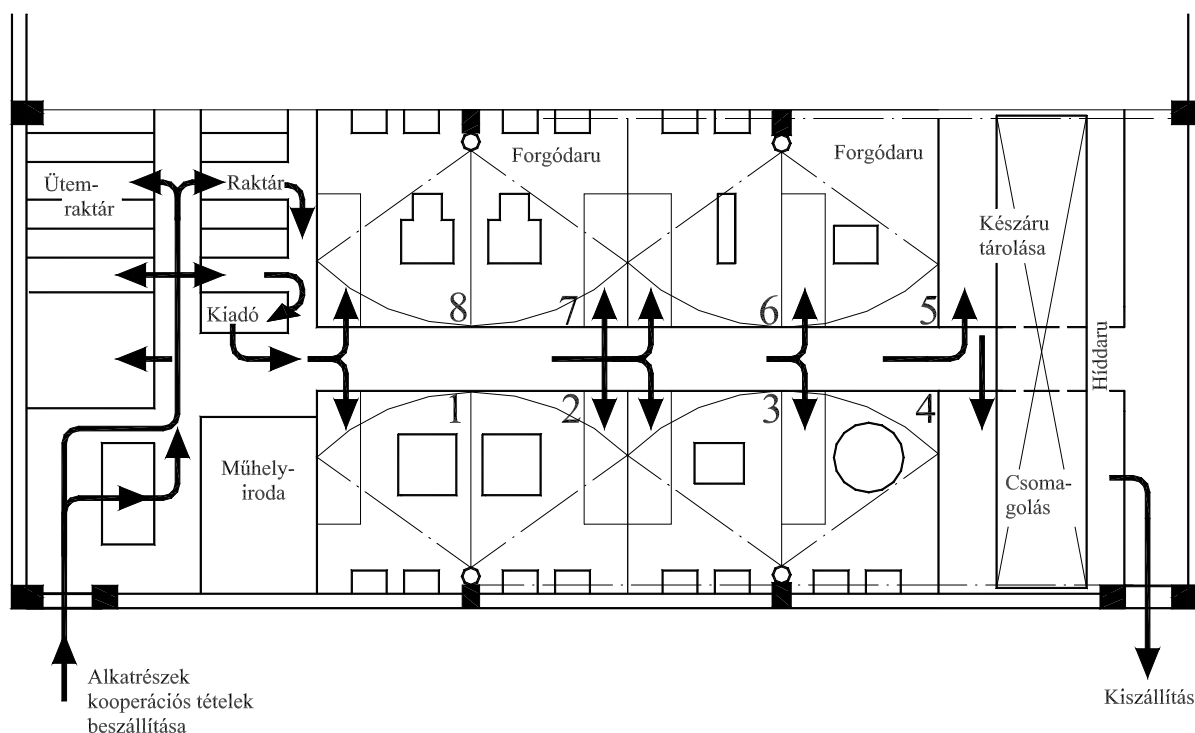 Forgódaru
Forgódaru
Ütem-
raktár
Raktár
Készáru
tárolása
Kiadó
8
7
6
5
Híddaru
1
2
3
4
Műhely-
iroda
Csoma-
golás
Alkatrészek
kooperációs tételek
beszállítása
Kiszállítás